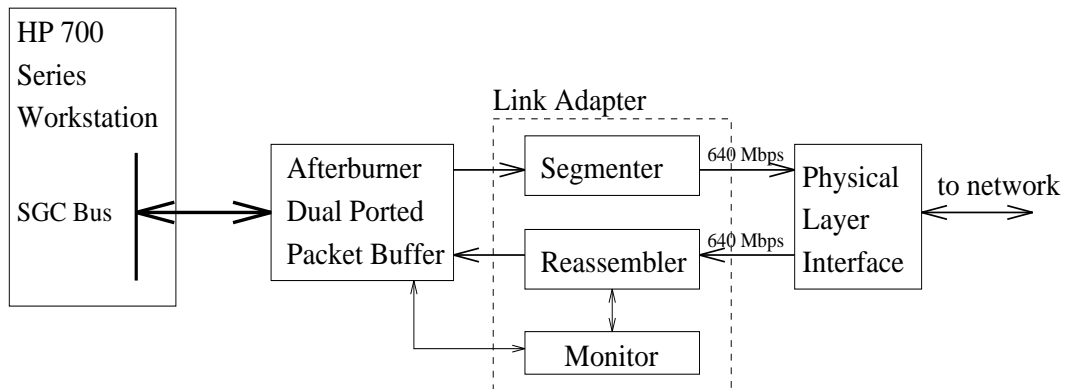 HP 700
Series
Workstation
SGC Bus
Afterburner
Dual Ported
Packet Buffer
Link Adapter
Segmenter
Reassembler
Monitor
640 Mbps
640 Mbps
Physical
Layer
Interface
to network